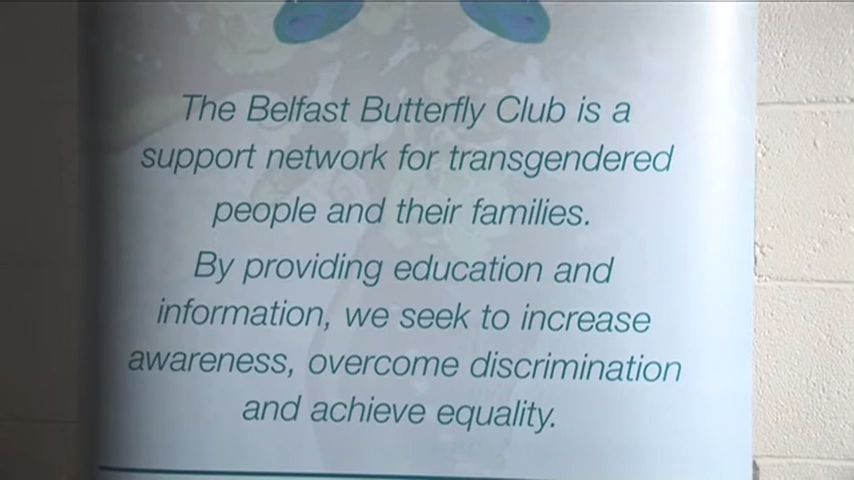 The Belfast Butterfly Club is a
support network for transgendered
people and their families.
By providing education and
information, we seek to increase
awareness, overcome discrimination
and achieve equality.